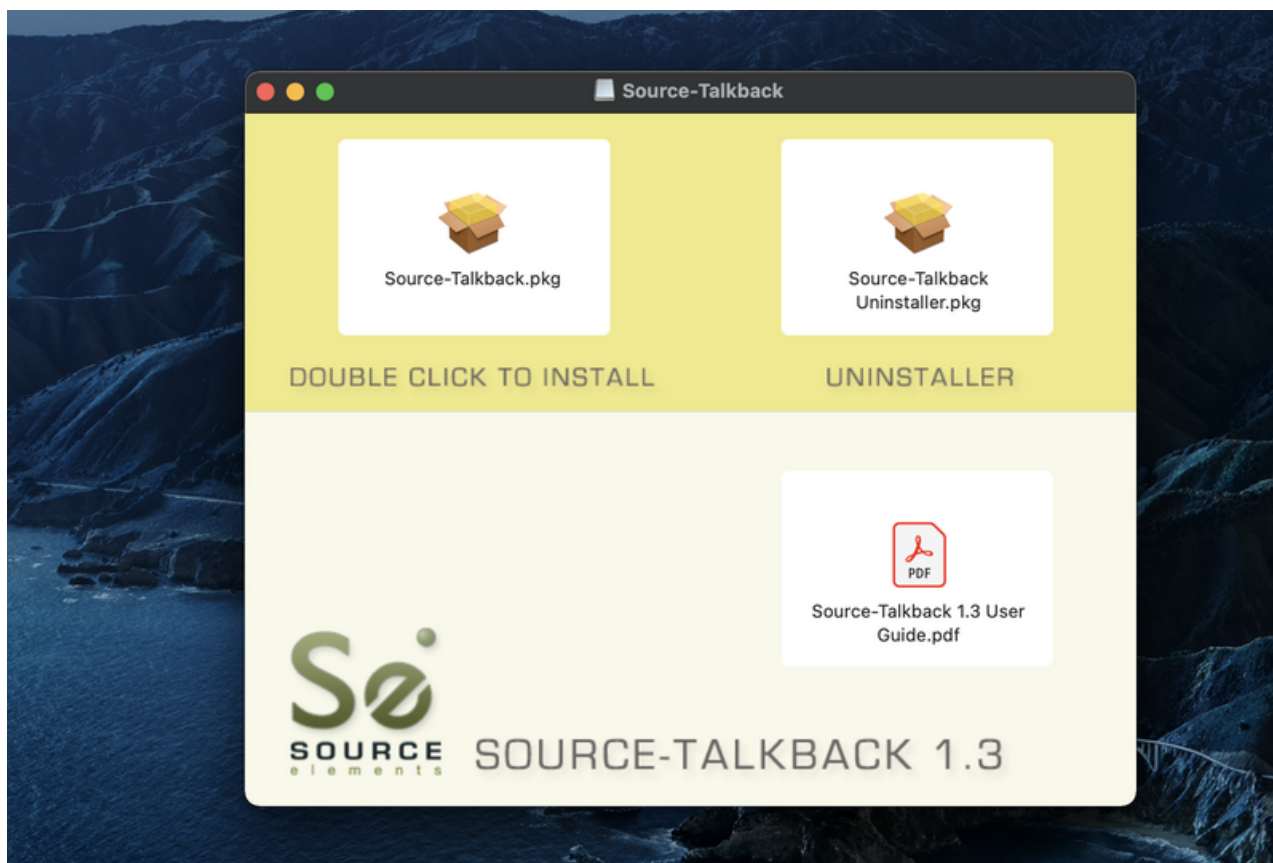 Source-Talkback
Source-Talkback.pkg
Source-Talkback
Uninstaller.pkg
DOUBLE CLICK TO INSTALL
UNINSTALLER
PDF
Source-Talkback 1.3 User
Guide.pdf
Se
SOURCE
elements
SOURCE-TALKBACK 1.3